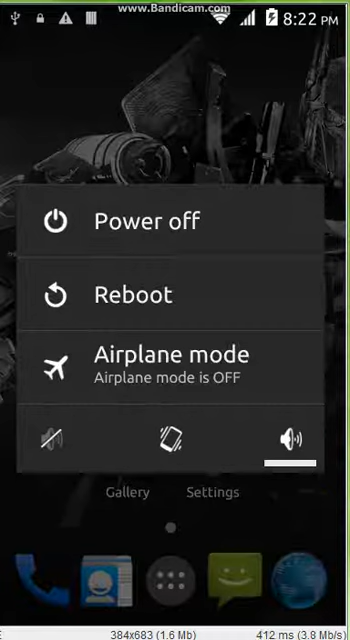 www.Bandicam.com
8:22 PM
Power off
Reboot
Airplane mode
Airplane mode is OFF
Gallery Settings
384x683 (1.6 Mb) 412 ms (3.8 Mb/s)